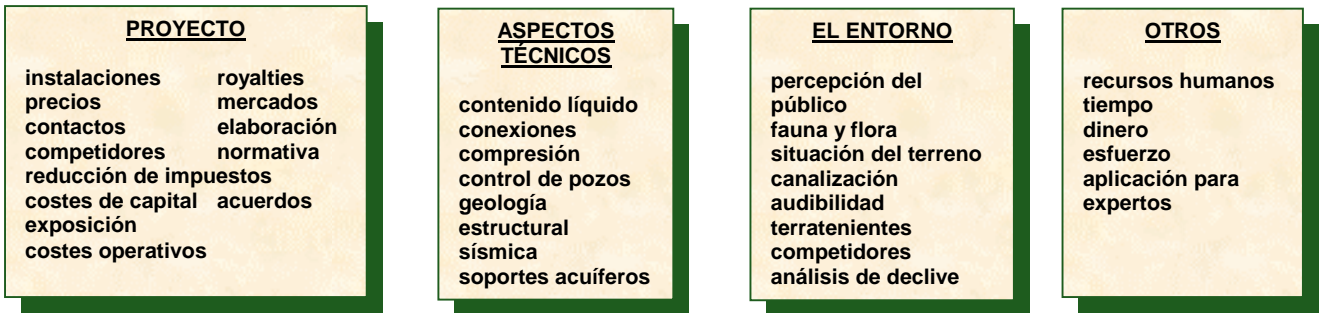 PROYECTO
instalaciones royalties
precios mercados
contactos elaboración
competidores normativa
reducción de impuestos
costes de capital acuerdos
exposición
costes operativos
ASPECTOS
TÉCNICOS
contenido líquido
conexiones
compresión
control de pozos
geología
estructural
sísmica
soportes acuíferos
EL ENTORNO
percepción del
público
fauna y flora
situación del terreno
canalización
audibilidad
terratenientes
competidores
análisis de declive
OTROS
recursos humanos
tiempo
dinero
esfuerzo
aplicación para
expertos